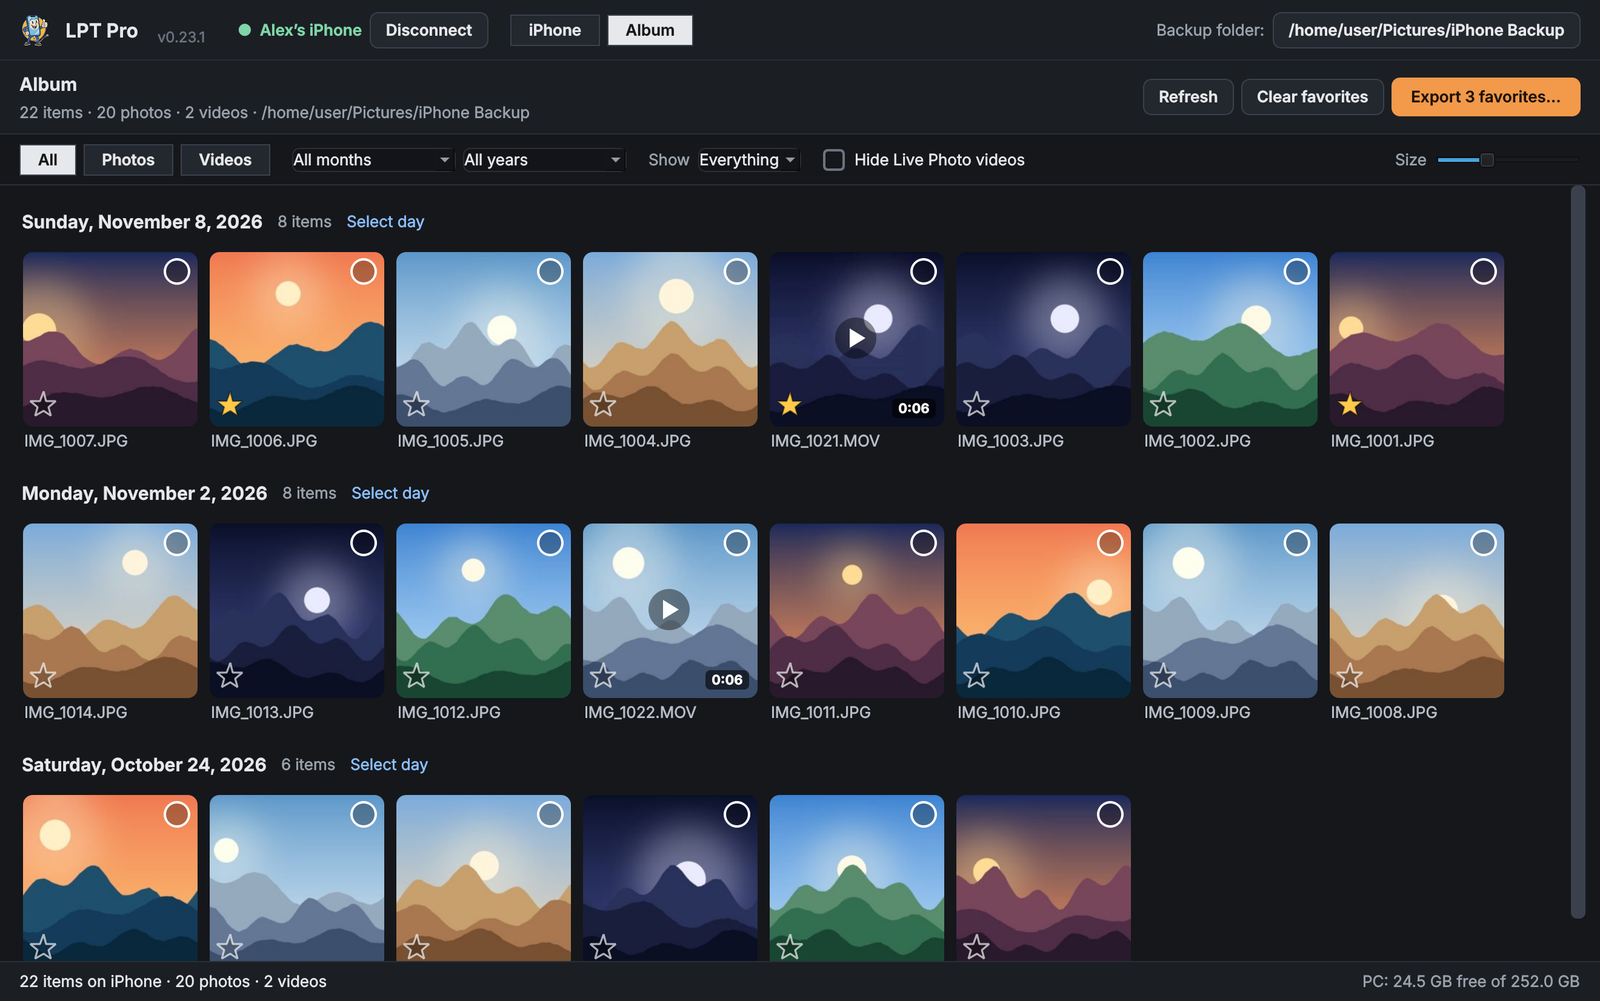 LPT Pro v0.23.1 Alex's iPhone Disconnect iPhone Album Backup folder: /home/user/Pictures/iPhone Backup
Album
22 items · 20 photos · 2 videos · /home/user/Pictures/iPhone Backup
Refresh Clear favorites Export 3 favorites...
All Photos Videos All months All years Show Everything Hide Live Photo videos Size
Sunday, November 8, 2026 8 items Select day
0:06
IMG_1007.JPG IMG_1006.JPG IMG_1005.JPG IMG_1004.JPG IMG_1021.MOV IMG_1003.JPG IMG_1002.JPG IMG_1001.JPG
Monday, November 2, 2026 8 items Select day
0:06
IMG_1014.JPG IMG_1013.JPG IMG_1012.JPG IMG_1022.MOV IMG_1011.JPG IMG_1010.JPG IMG_1009.JPG IMG_1008.JPG
Saturday, October 24, 2026 6 items Select day
22 items on iPhone · 20 photos · 2 videos PC: 24.5 GB free of 252.0 GB